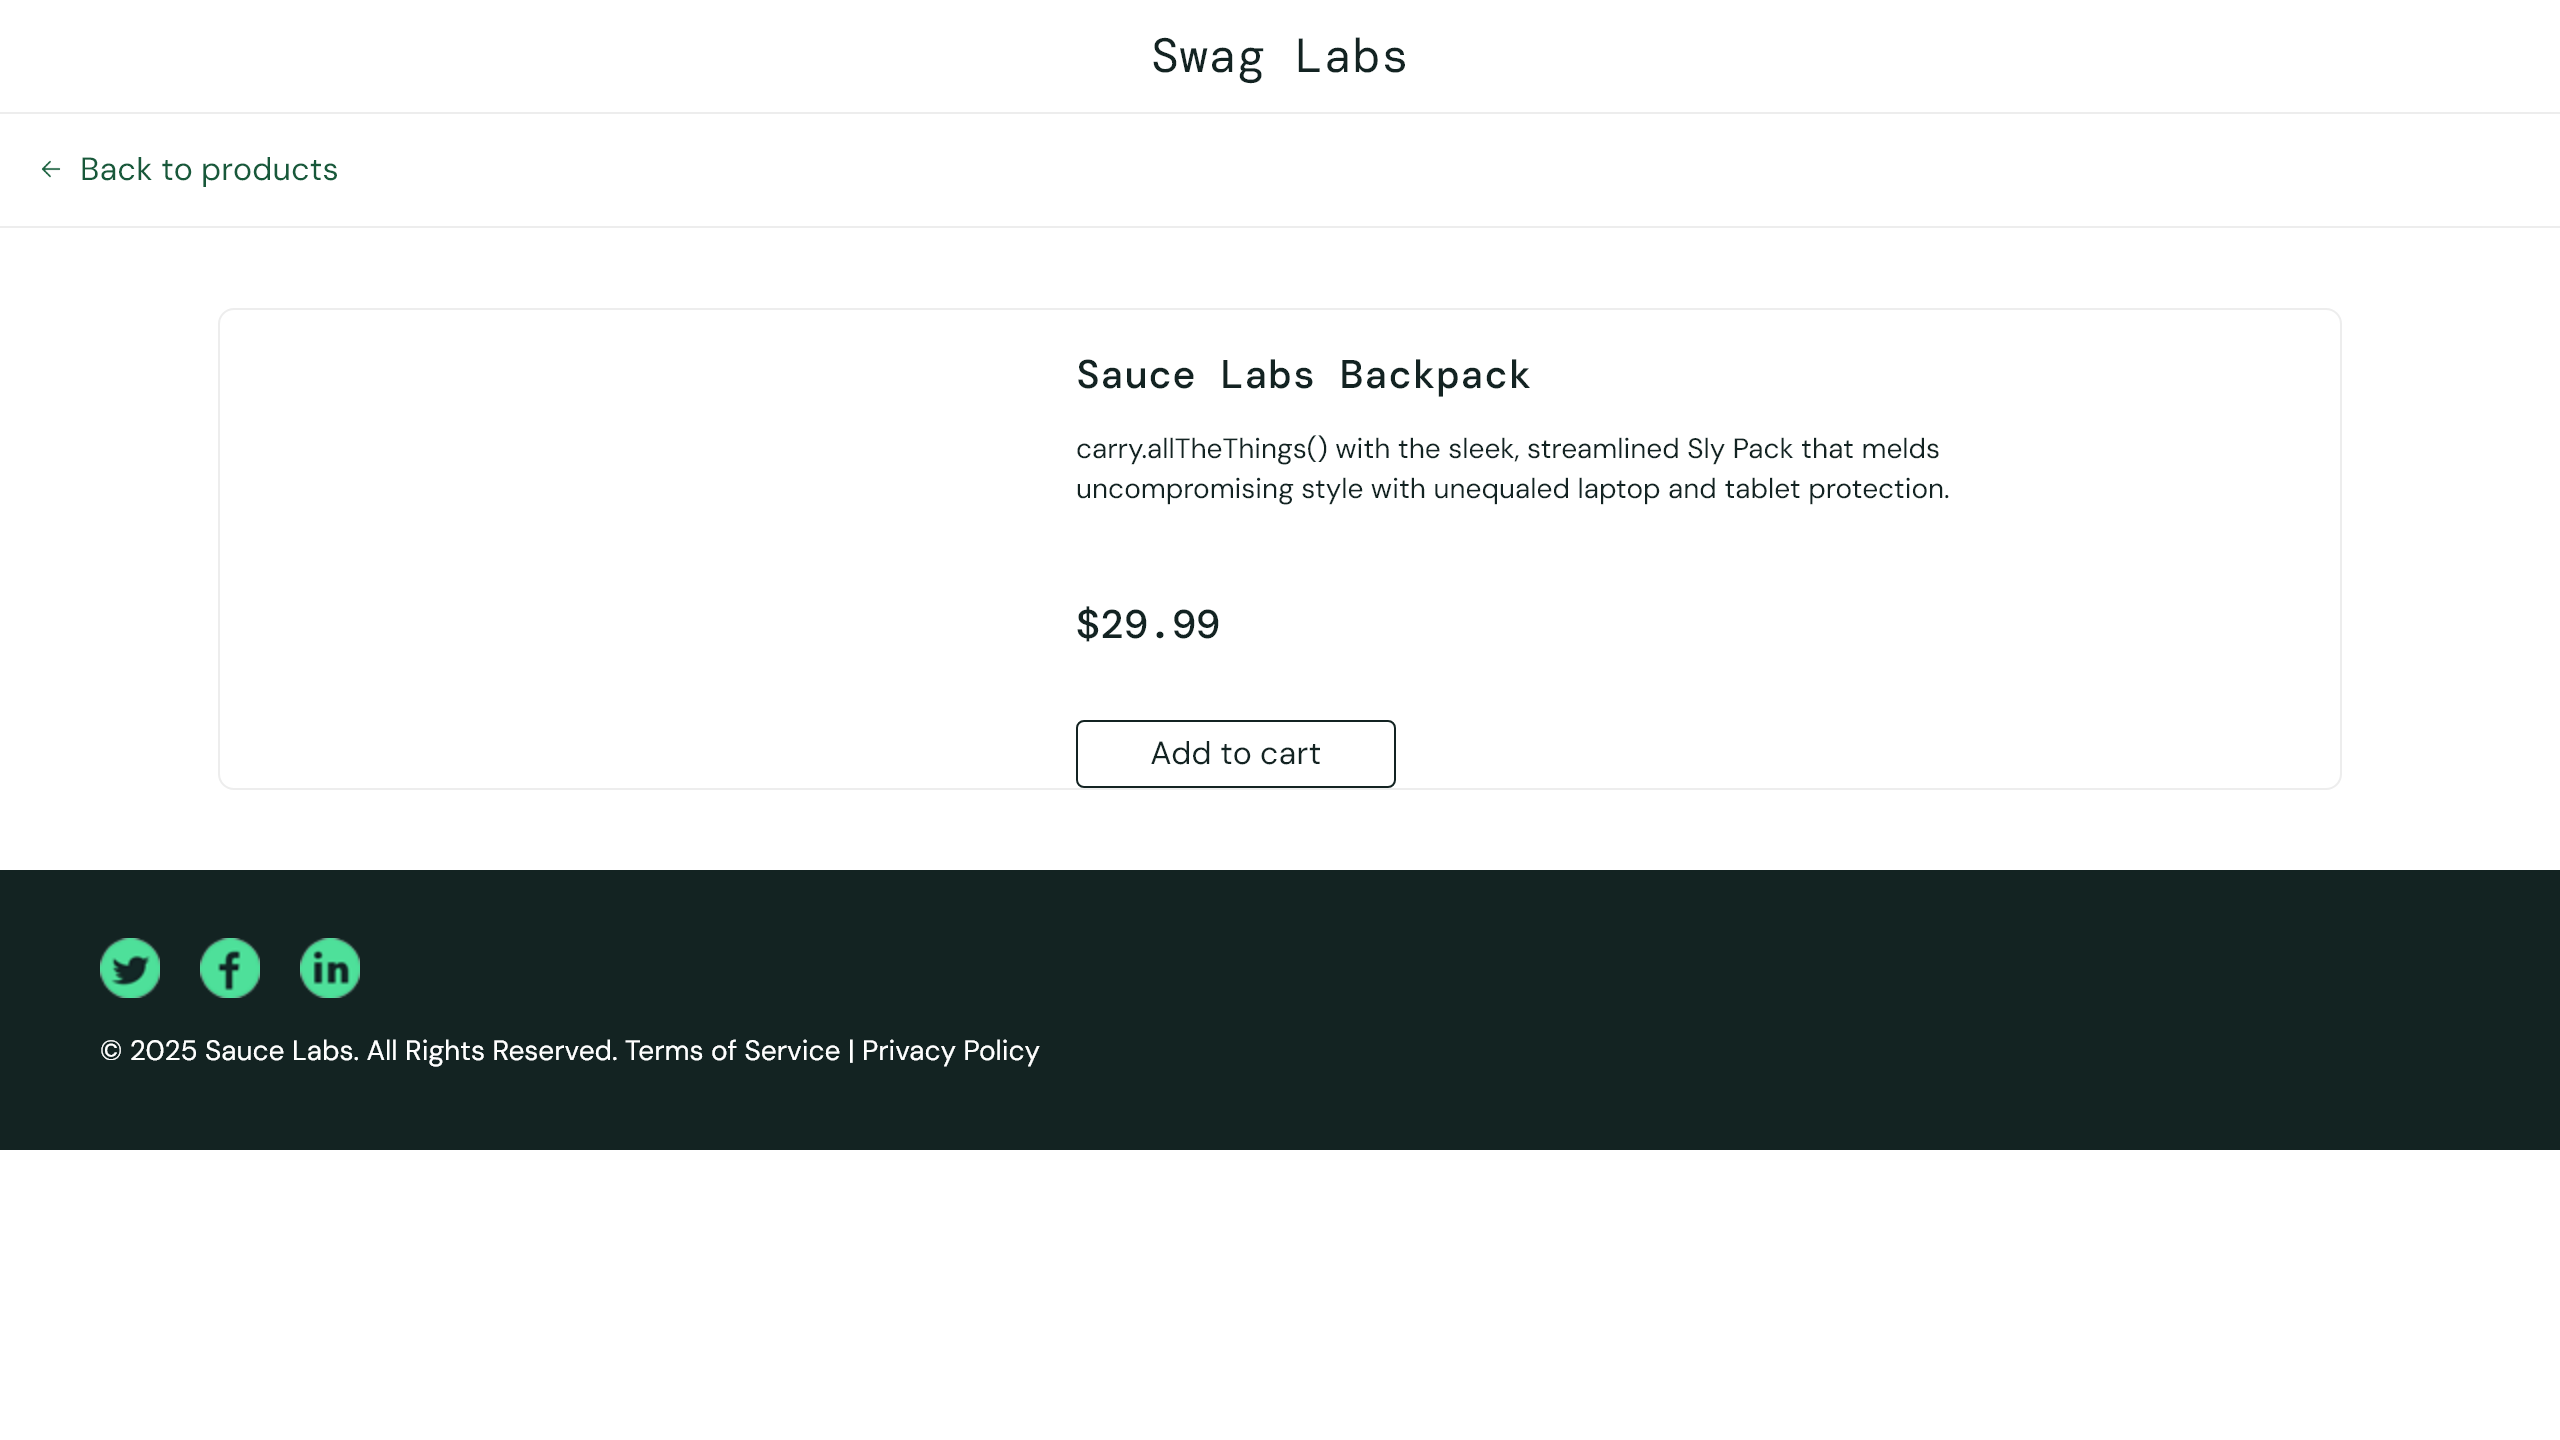 Swag Labs
Back to products
Sauce Labs Backpack
carry.allTheThings() with the sleek, streamlined Sly Pack that melds
uncompromising style with unequaled laptop and tablet protection.
$29.99
Add to cart
© 2025 Sauce Labs. All Rights Reserved. Terms of Service | Privacy Policy